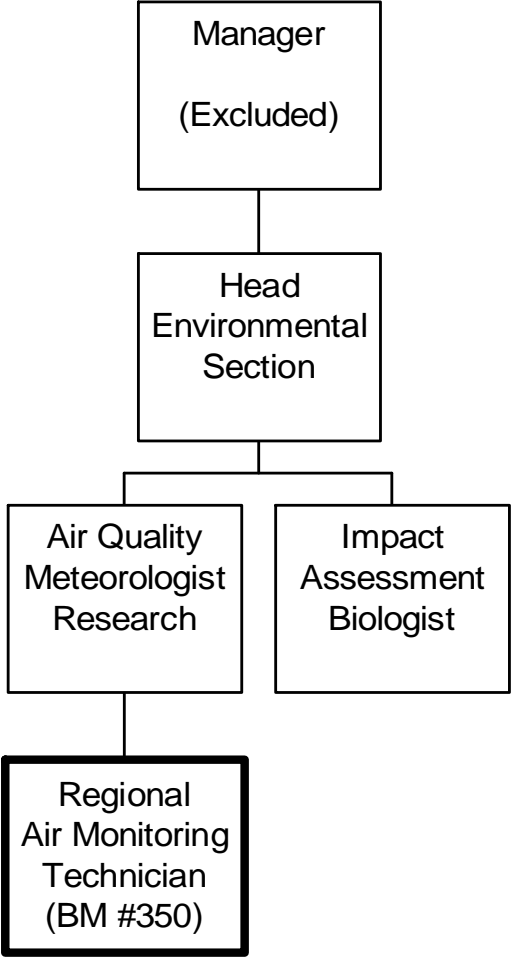 Manager
(Excluded)
Head
Environmental
Section
Air Quality
Meteorologist
Research
Impact
Assessment
Biologist
Regional
Air Monitoring
Technician
(BM #350)